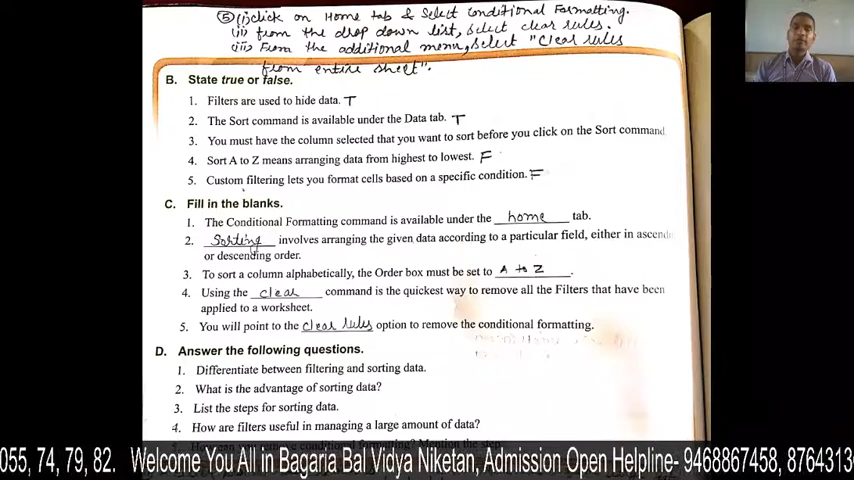 ⑤ (i) click on Home tab & Select Conditional Formatting.
(ii) from the drop down list, select clear rules.
(iii) From the additional menu, select "Clear rules
from entire sheet".
B. State true or false.
1. Filters are used to hide data. T
2. The Sort command is available under the Data tab. T
3. You must have the column selected that you want to sort before you click on the Sort command
4. Sort A to Z means arranging data from highest to lowest. F
5. Custom filtering lets you format cells based on a specific condition. F
C. Fill in the blanks.
1. The Conditional Formatting command is available under the home tab.
2. Sorting involves arranging the given data according to a particular field, either in ascend
or descending order.
3. To sort a column alphabetically, the Order box must be set to A to Z.
4. Using the clear command is the quickest way to remove all the Filters that have been
applied to a worksheet.
5. You will point to the clear rules option to remove the conditional formatting.
D. Answer the following questions.
1. Differentiate between filtering and sorting data.
2. What is the advantage of sorting data?
3. List the steps for sorting data.
4. How are filters useful in managing a large amount of data?
5. How can you remove conditional formatting? Mention the step
055, 74, 79, 82. Welcome You All in Bagaria Bal Vidya Niketan, Admission Open Helpline- 9468867458, 8764313